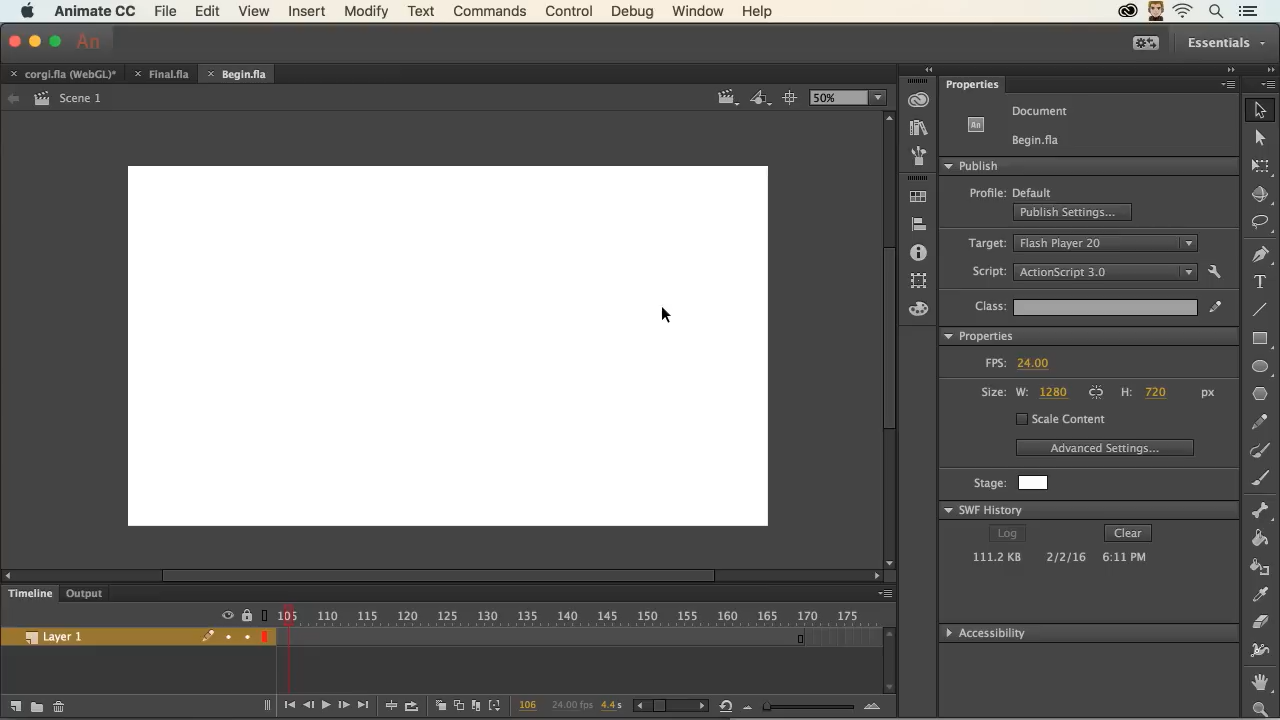 Animate CC File Edit View Insert Modify Text Commands Control Debug Window Help
An Essentials
corgi.fla (WebGL)* Final.fla Begin.fla
Scene 1 50%
Properties
An Document
Begin.fla
Publish
Profile: Default
Publish Settings...
Target: Flash Player 20
Script: ActionScript 3.0
Class:
Properties
FPS: 24.00
Size: W: 1280 H: 720 px
Scale Content
Advanced Settings...
Stage:
SWF History
Log Clear
111.2 KB 2/2/16 6:11 PM
Accessibility
Timeline Output
105 110 115 120 125 130 135 140 145 150 155 160 165 170 175
Layer 1
106 24.00 fps 4.4 s